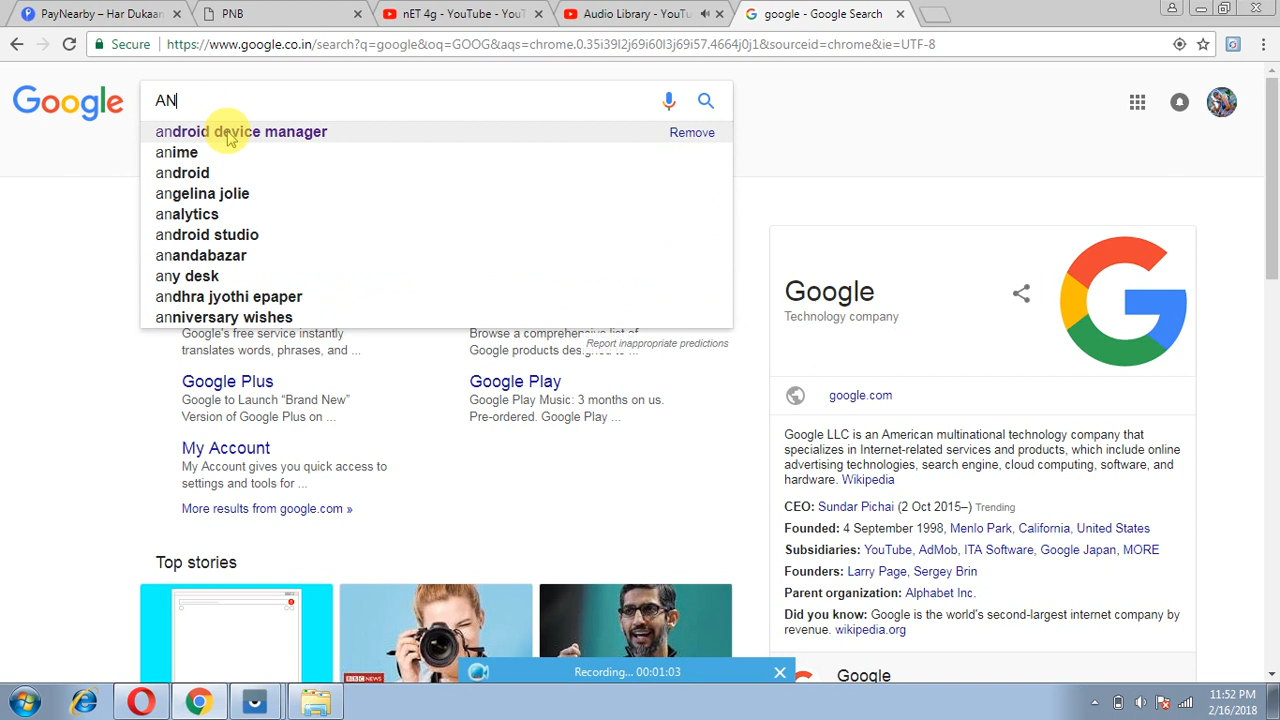 PayNearby – Har Dukaan
PNB
nET 4g - YouTube - YouT
Audio Library - YouTu
google - Google Search
Secure
https://www.google.co.in/search?q=google&oq=GOOG&aqs=chrome.0.35i39l2j69i60l3j69i57.4664j0j1&sourceid=chrome&ie=UTF-8
Google
AN
android device manager
Remove
anime
android
angelina jolie
analytics
android studio
anandabazar
any desk
andhra jyothi epaper
anniversary wishes
Report inappropriate predictions
Google's free service instantly
translates words, phrases, and ...
Browse a comprehensive list of
Google products designed to ...
Google Plus
Google to Launch “Brand New”
Version of Google Plus on ...
Google Play
Google Play Music: 3 months on us.
Pre-ordered. Google Play ...
My Account
My Account gives you quick access to
settings and tools for ...
More results from google.com »
Top stories
BBC NEWS
Google
Technology company
google.com
Google LLC is an American multinational technology company that
specializes in Internet-related services and products, which include online
advertising technologies, search engine, cloud computing, software, and
hardware. Wikipedia
CEO: Sundar Pichai (2 Oct 2015–) Trending
Founded: 4 September 1998, Menlo Park, California, United States
Subsidiaries: YouTube, AdMob, ITA Software, Google Japan, MORE
Founders: Larry Page, Sergey Brin
Parent organization: Alphabet Inc.
Did you know: Google is the world's second-largest internet company by
revenue. wikipedia.org
Google
Recording... 00:01:03
11:52 PM
2/16/2018